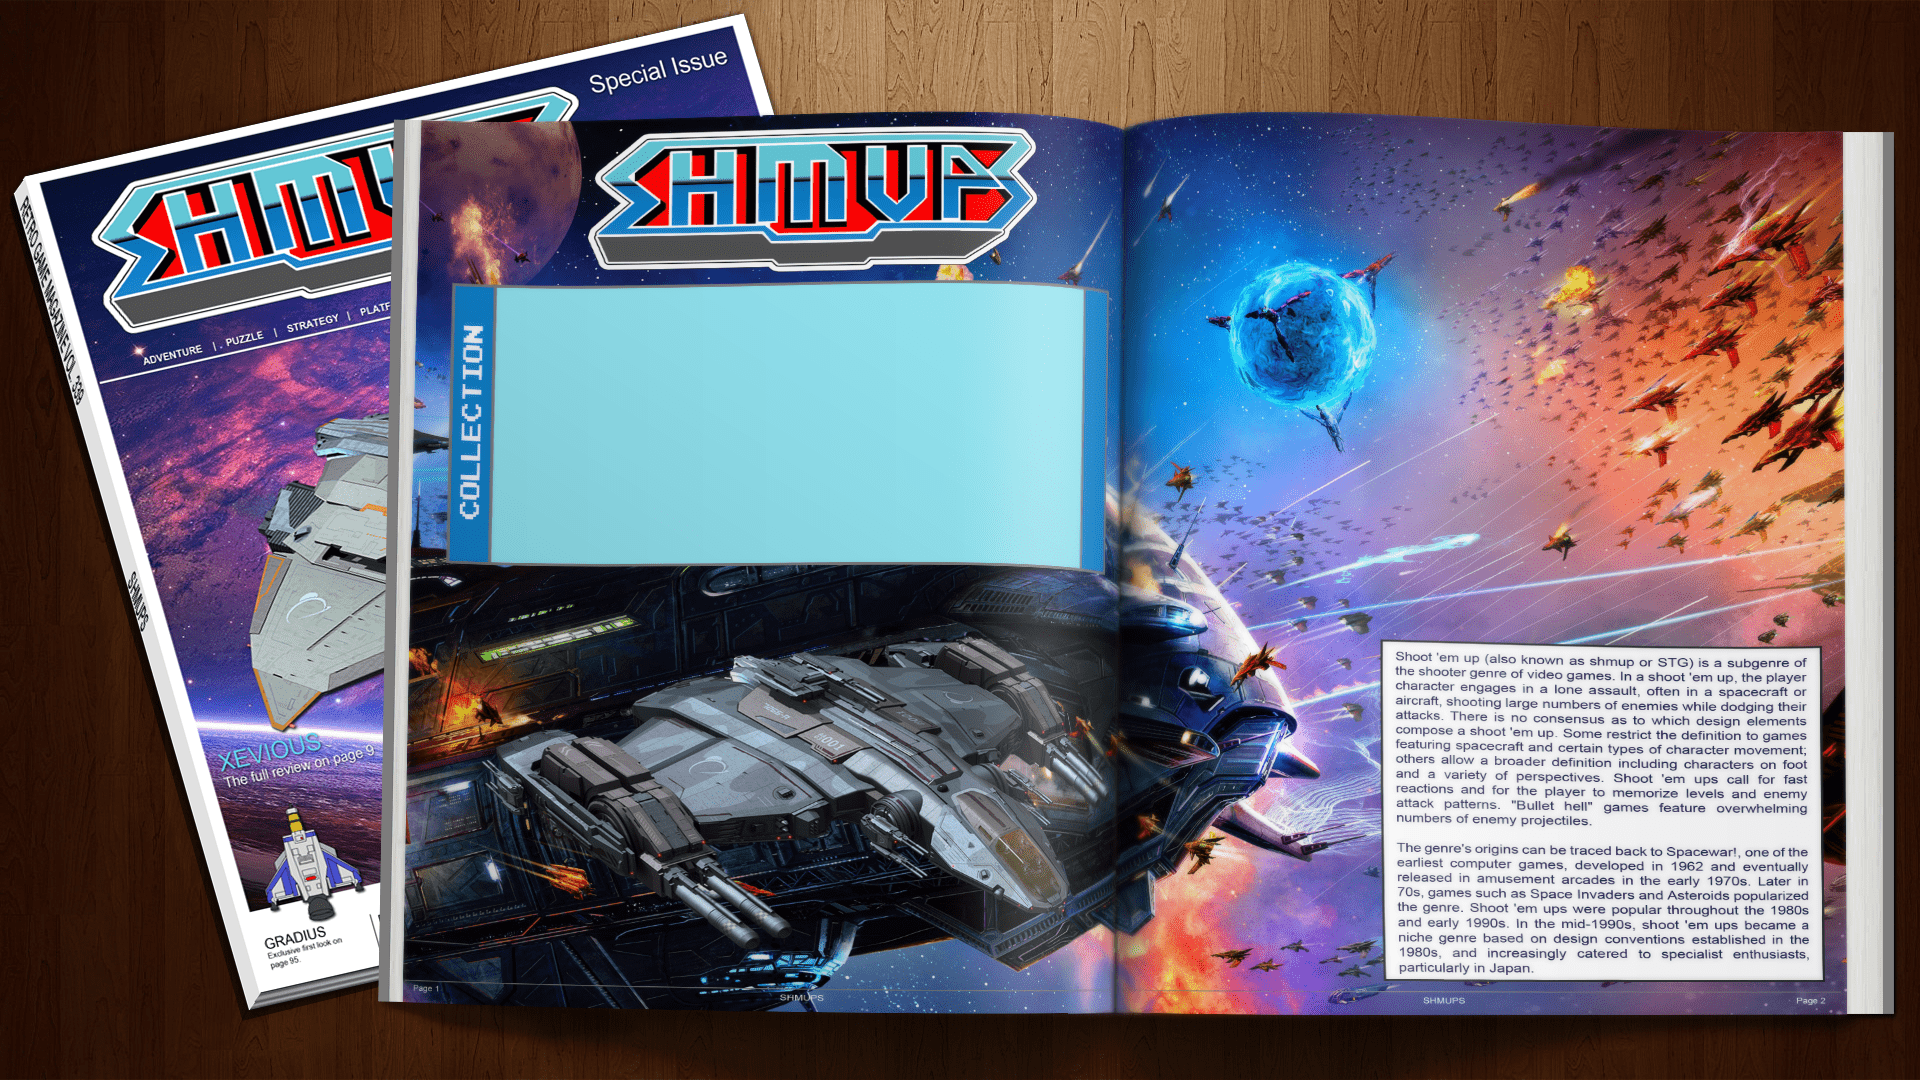 Special Issue
SHMUPS
RETRO GAME MAGAZINE VOL. 339
SHMUPS
ADVENTURE | PUZZLE | STRATEGY |
XEVIOUS
The full review on page 9
GRADIUS
Exclusive first look on
page 95.
SHMUP
COLLECTION
Shoot 'em up (also known as shmup or STG) is a subgenre of
the shooter genre of video games. In a shoot 'em up, the player
character engages in a lone assault, often in a spacecraft or
aircraft, shooting large numbers of enemies while dodging their
attacks. There is no consensus as to which design elements
compose a shoot 'em up. Some restrict the definition to games
featuring spacecraft and certain types of character movement;
others allow a broader definition including characters on foot
and a variety of perspectives. Shoot 'em ups call for fast
reactions and for the player to memorize levels and enemy
attack patterns. "Bullet hell" games feature overwhelming
numbers of enemy projectiles.
The genre's origins can be traced back to Spacewar!, one of the
earliest computer games, developed in 1962 and eventually
released in amusement arcades in the early 1970s. Later in
70s, games such as Space Invaders and Asteroids popularized
the genre. Shoot 'em ups were popular throughout the 1980s
and early 1990s. In the mid-1990s, shoot 'em ups became a
niche genre based on design conventions established in the
1980s, and increasingly catered to specialist enthusiasts,
particularly in Japan.
Page 1
SHMUPS
SHMUPS
Page 2